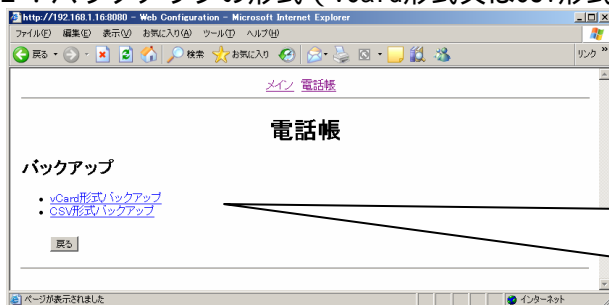 http://192.168.1.16:8080 - Web Configuration - Microsoft Internet Explorer
ファイル(F) 編集(E) 表示(V) お気に入り(A) ツール(T) ヘルプ(H)
戻る 検索 お気に入り リンク »
メイン 電話帳
電話帳
バックアップ
• vCard形式バックアップ
• CSV形式バックアップ
戻る
ページが表示されました インターネット